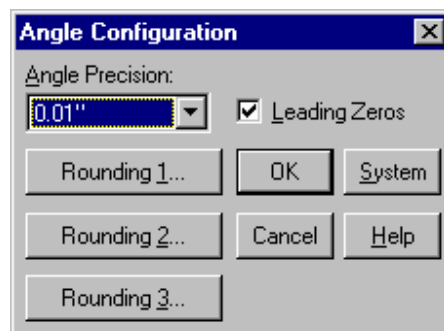 Angle Configuration
Angle Precision:
0.01"
Leading Zeros
Rounding 1...
OK
System
Rounding 2...
Cancel
Help
Rounding 3...